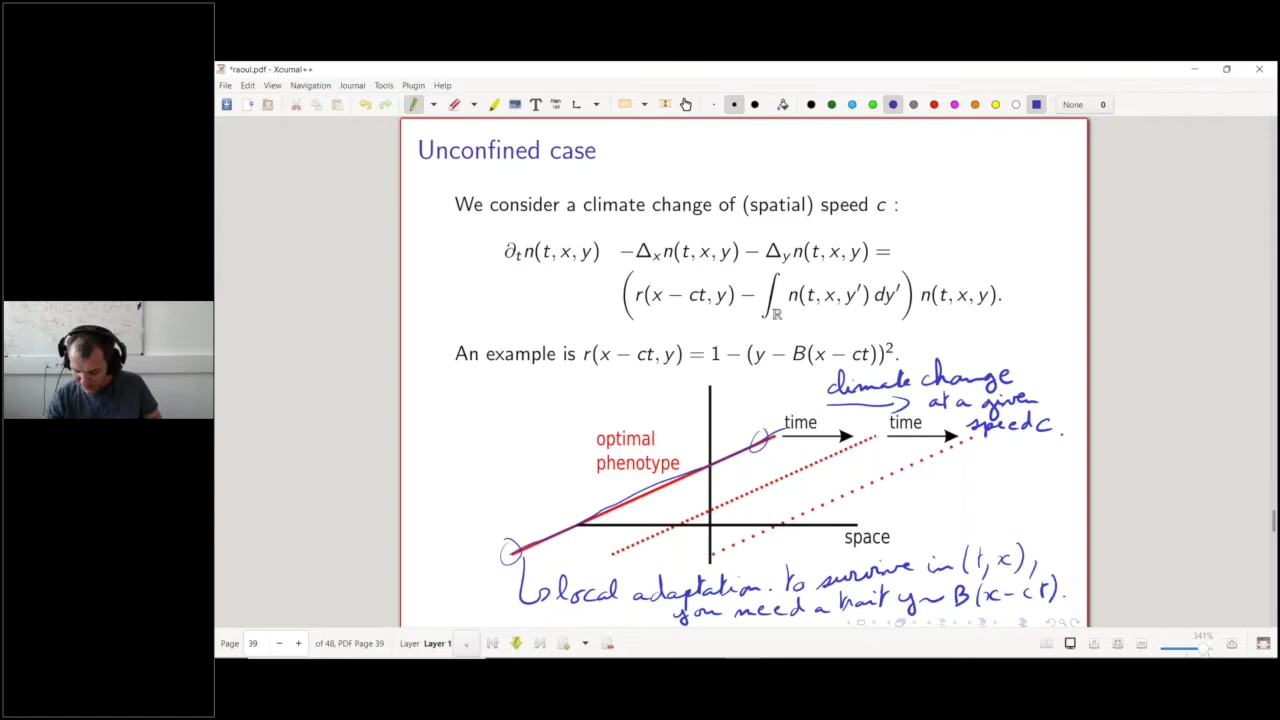 *raoul.pdf - Xournal++
File Edit View Navigation Journal Tools Plugin Help
None 0
Unconfined case
We consider a climate change of (spatial) speed c :
∂ₜn(t, x, y) −Δₓn(t, x, y) − Δᵧn(t, x, y) =
(r(x − ct, y) − ∫_ℝ n(t, x, y′) dy′) n(t, x, y).
An example is r(x − ct, y) = 1 − (y − B(x − ct))².
climate change
at a given
speed c.
time
time
optimal
phenotype
space
local adaptation. to survive in (t, x),
you need a trait y~ B(x-ct).
Page 39 of 48, PDF Page 39 Layer Layer 1
341%